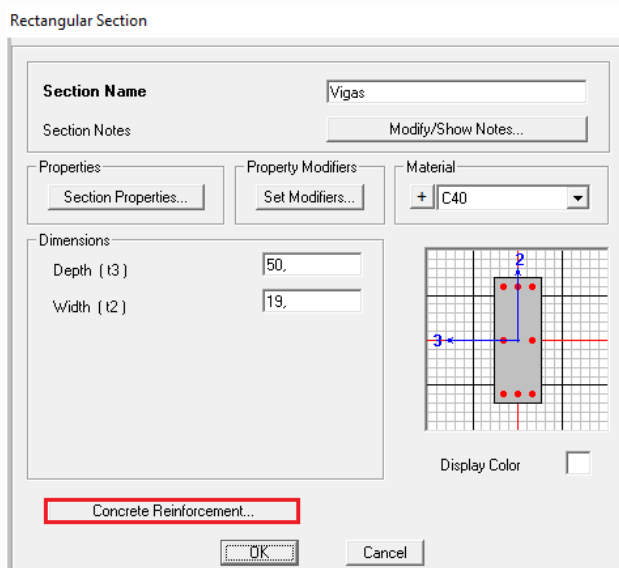 Rectangular Section
Section Name
Vigas
Section Notes
Modify/Show Notes...
Properties
Property Modifiers
Material
Section Properties...
Set Modifiers...
+
C40
Dimensions
Depth ( t3 )
50,
Width ( t2 )
19,
2
3
Display Color
Concrete Reinforcement...
OK
Cancel